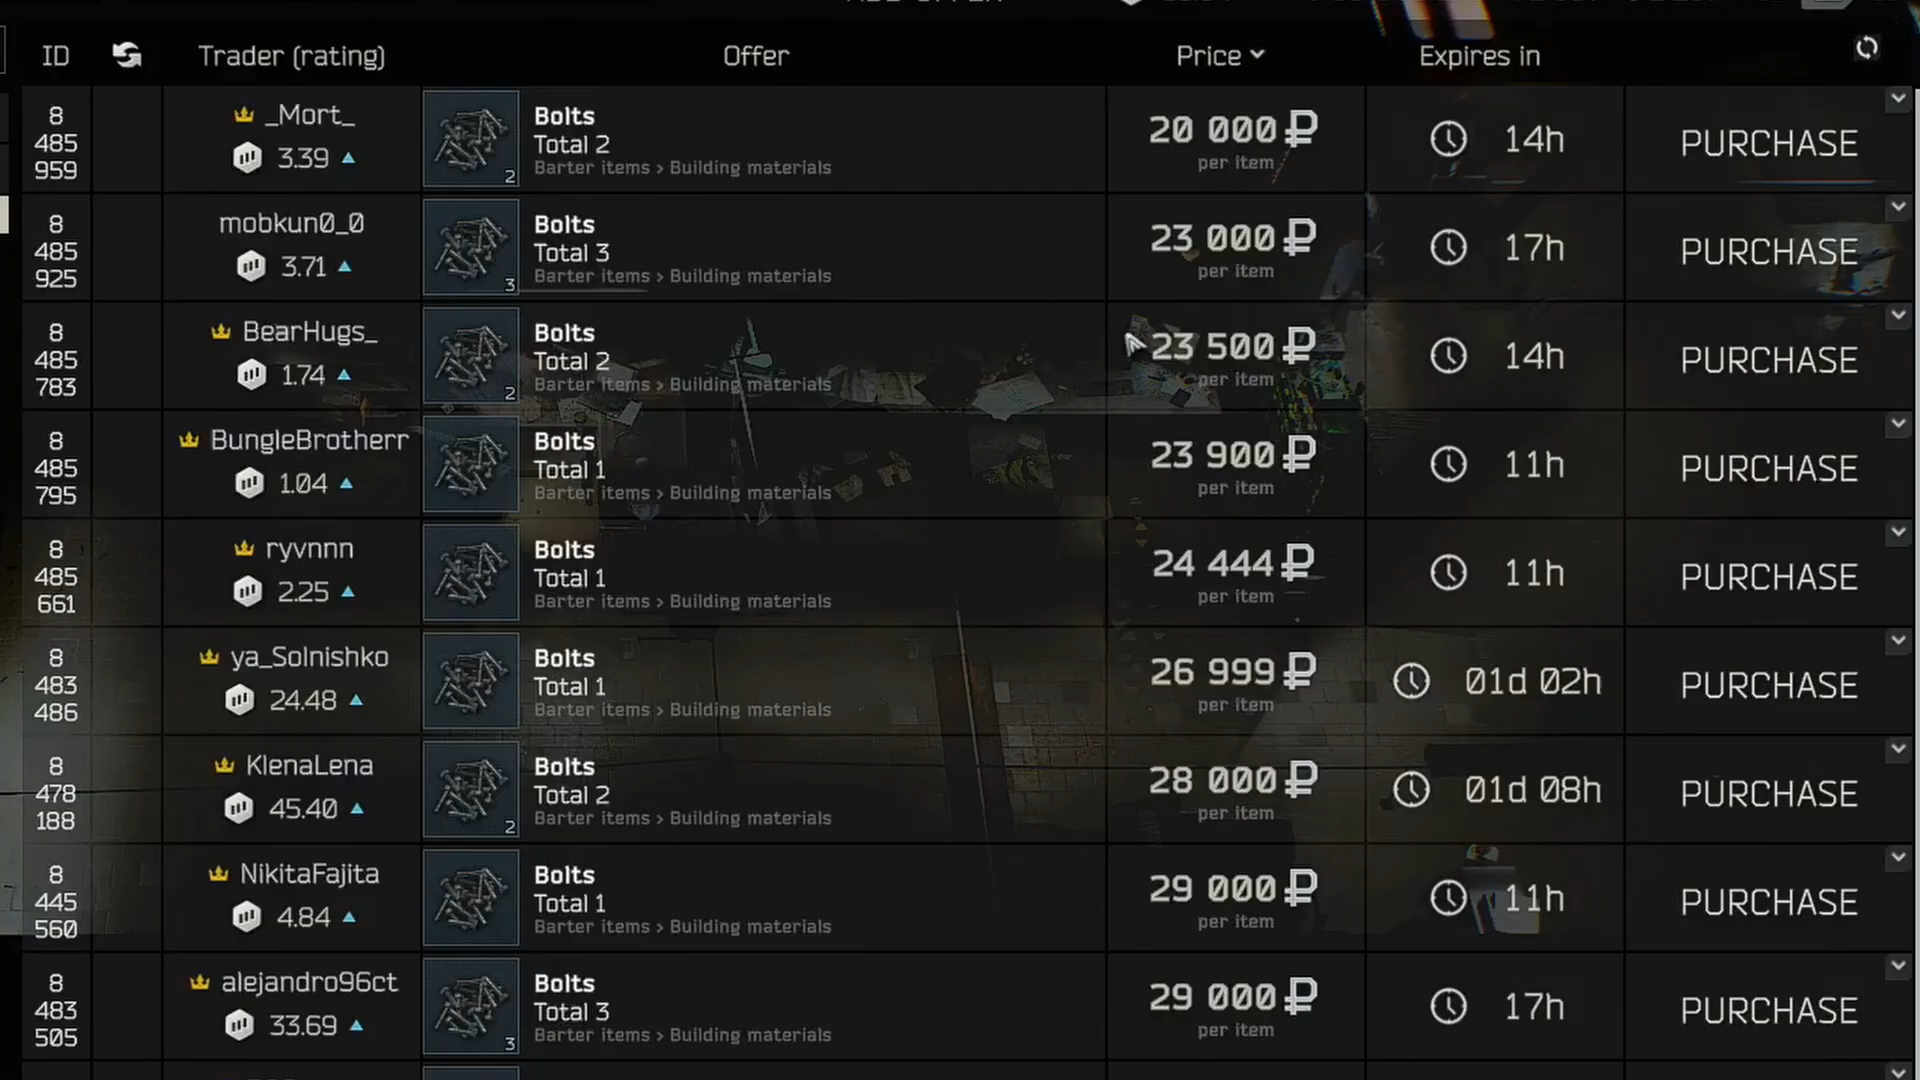 ID Trader (rating) Offer Price Expires in
8 485 959 _Mort_ 3.39 2 Bolts Total 2 Barter items > Building materials 20 000 ₽ per item 14h PURCHASE
8 485 925 mobkun0_0 3.71 3 Bolts Total 3 Barter items > Building materials 23 000 ₽ per item 17h PURCHASE
8 485 783 BearHugs_ 1.74 2 Bolts Total 2 Barter items > Building materials 23 500 ₽ per item 14h PURCHASE
8 485 795 BungleBrotherr 1.04 Bolts Total 1 Barter items > Building materials 23 900 ₽ per item 11h PURCHASE
8 485 661 ryvnnn 2.25 Bolts Total 1 Barter items > Building materials 24 444 ₽ per item 11h PURCHASE
8 483 486 ya_Solnishko 24.48 Bolts Total 1 Barter items > Building materials 26 999 ₽ per item 01d 02h PURCHASE
8 478 188 KlenaLena 45.40 2 Bolts Total 2 Barter items > Building materials 28 000 ₽ per item 01d 08h PURCHASE
8 445 560 NikitaFajita 4.84 Bolts Total 1 Barter items > Building materials 29 000 ₽ per item 11h PURCHASE
8 483 505 alejandro96ct 33.69 3 Bolts Total 3 Barter items > Building materials 29 000 ₽ per item 17h PURCHASE